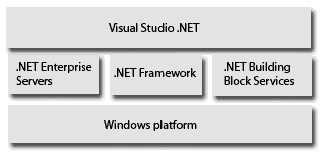 Visual Studio .NET
.NET Enterprise
Servers
.NET Framework
.NET Building
Block Services
Windows platform